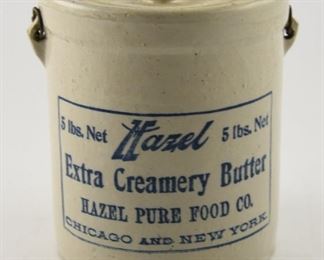 5 lbs. Net Hazel 5 lbs. Net
Extra Creamery Butter
HAZEL PURE FOOD CO.
CHICAGO AND NEW YORK